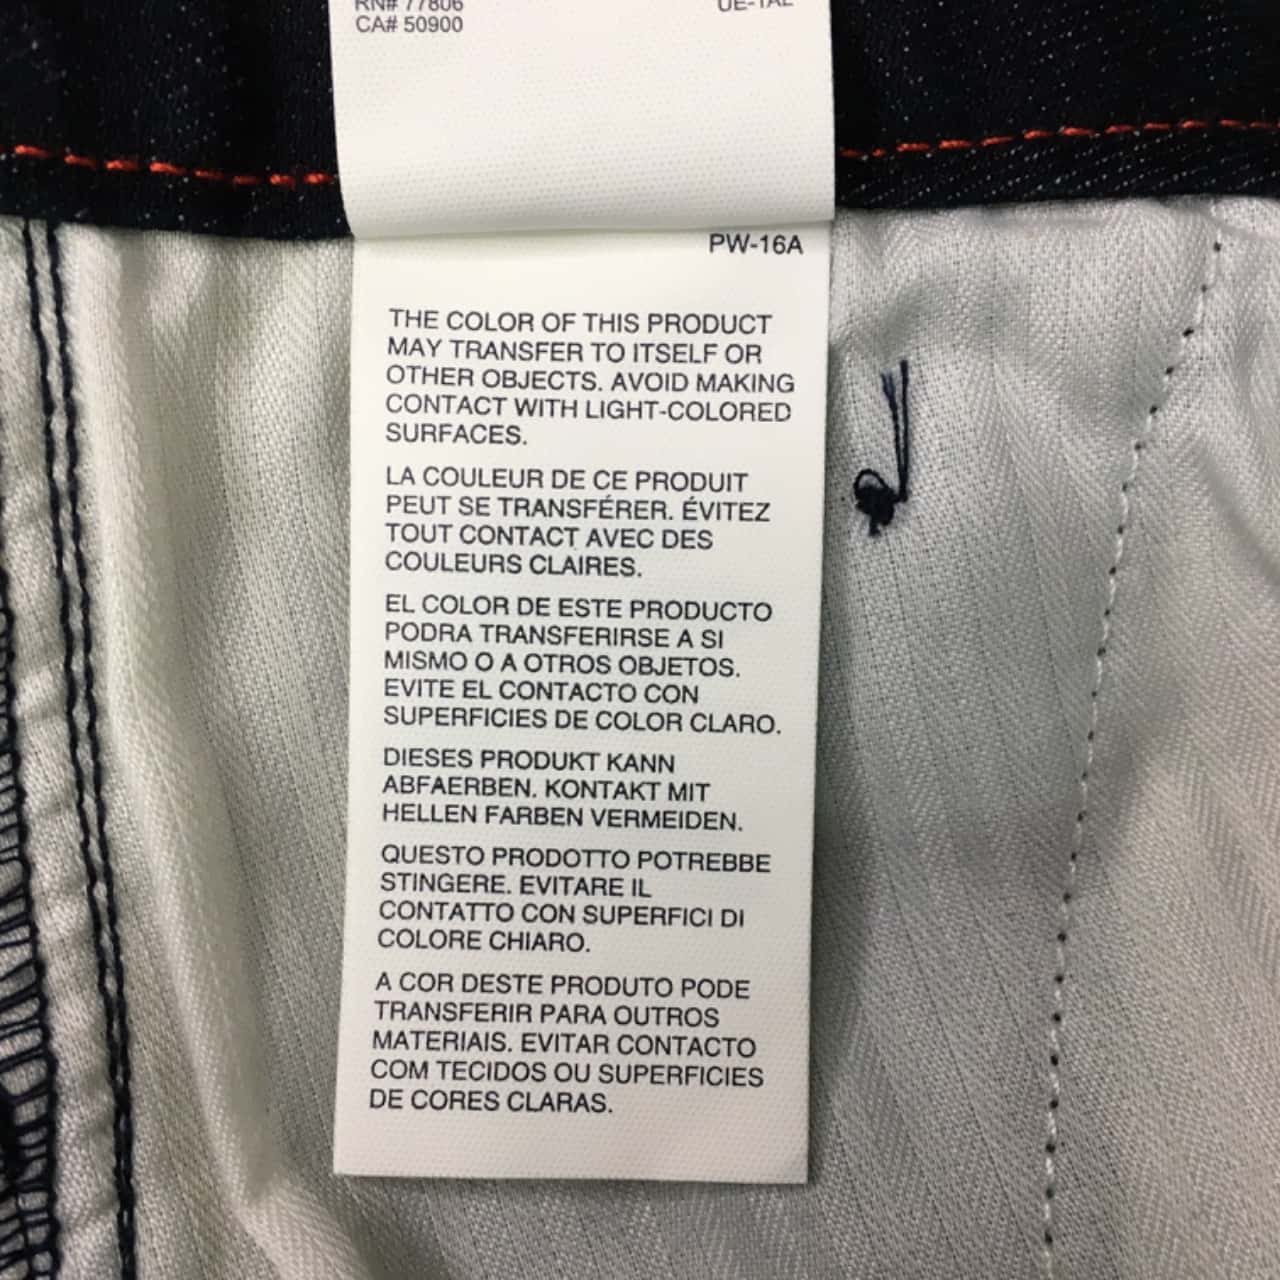 RN# 77806
CA# 50900
UE-1AL
PW-16A
THE COLOR OF THIS PRODUCT
MAY TRANSFER TO ITSELF OR
OTHER OBJECTS. AVOID MAKING
CONTACT WITH LIGHT-COLORED
SURFACES.
LA COULEUR DE CE PRODUIT
PEUT SE TRANSFÉRER. ÉVITEZ
TOUT CONTACT AVEC DES
COULEURS CLAIRES.
EL COLOR DE ESTE PRODUCTO
PODRA TRANSFERIRSE A SI
MISMO O A OTROS OBJETOS.
EVITE EL CONTACTO CON
SUPERFICIES DE COLOR CLARO.
DIESES PRODUKT KANN
ABFAERBEN. KONTAKT MIT
HELLEN FARBEN VERMEIDEN.
QUESTO PRODOTTO POTREBBE
STINGERE. EVITARE IL
CONTATTO CON SUPERFICI DI
COLORE CHIARO.
A COR DESTE PRODUTO PODE
TRANSFERIR PARA OUTROS
MATERIAIS. EVITAR CONTACTO
COM TECIDOS OU SUPERFICIES
DE CORES CLARAS.